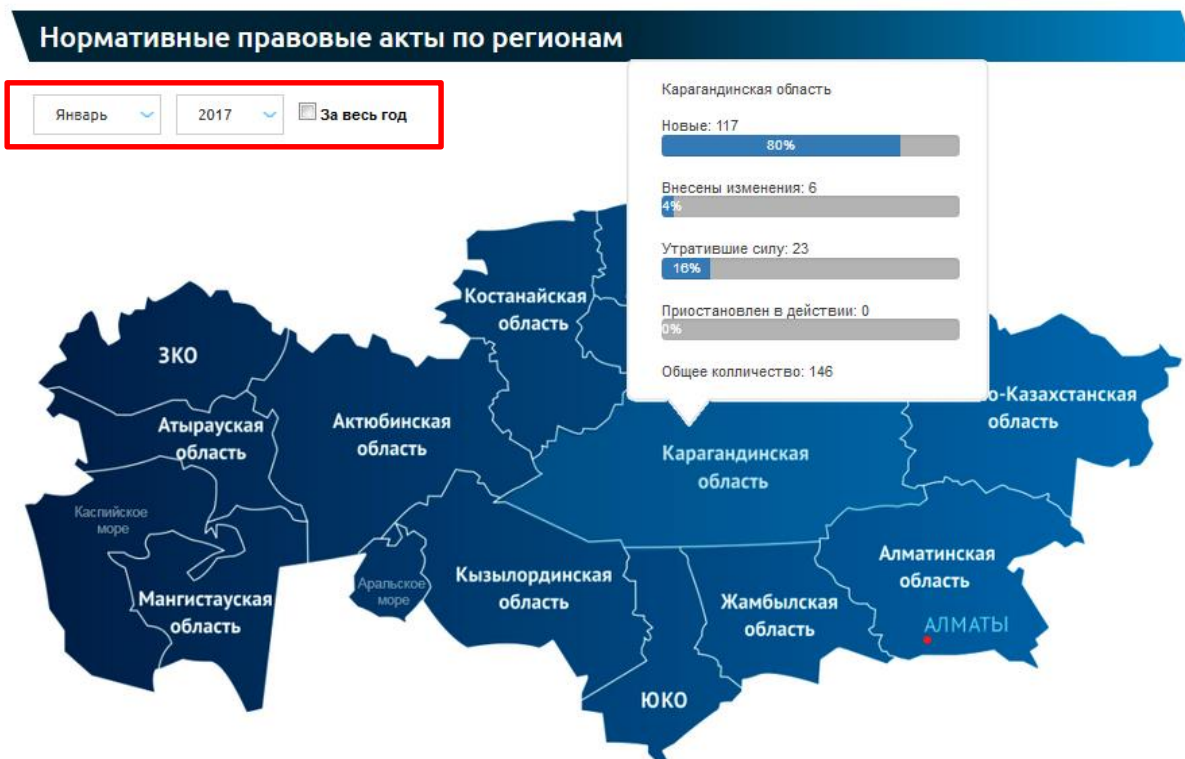 Нормативные правовые акты по регионам
Январь
2017
За весь год
Карагандинская область
Новые: 117
80%
Внесены изменения: 6
4%
Утратившие силу: 23
16%
Приостановлен в действии: 0
0%
Общее колличество: 146
Костанайская
область
ЗКО
о-Казахстанская
область
Атырауская
область
Актюбинская
область
Карагандинская
область
Каспийское
море
Алматинская
область
Аральское
море
Кызылординская
область
Мангистауская
область
Жамбылская
область
АЛМАТЫ
ЮКО